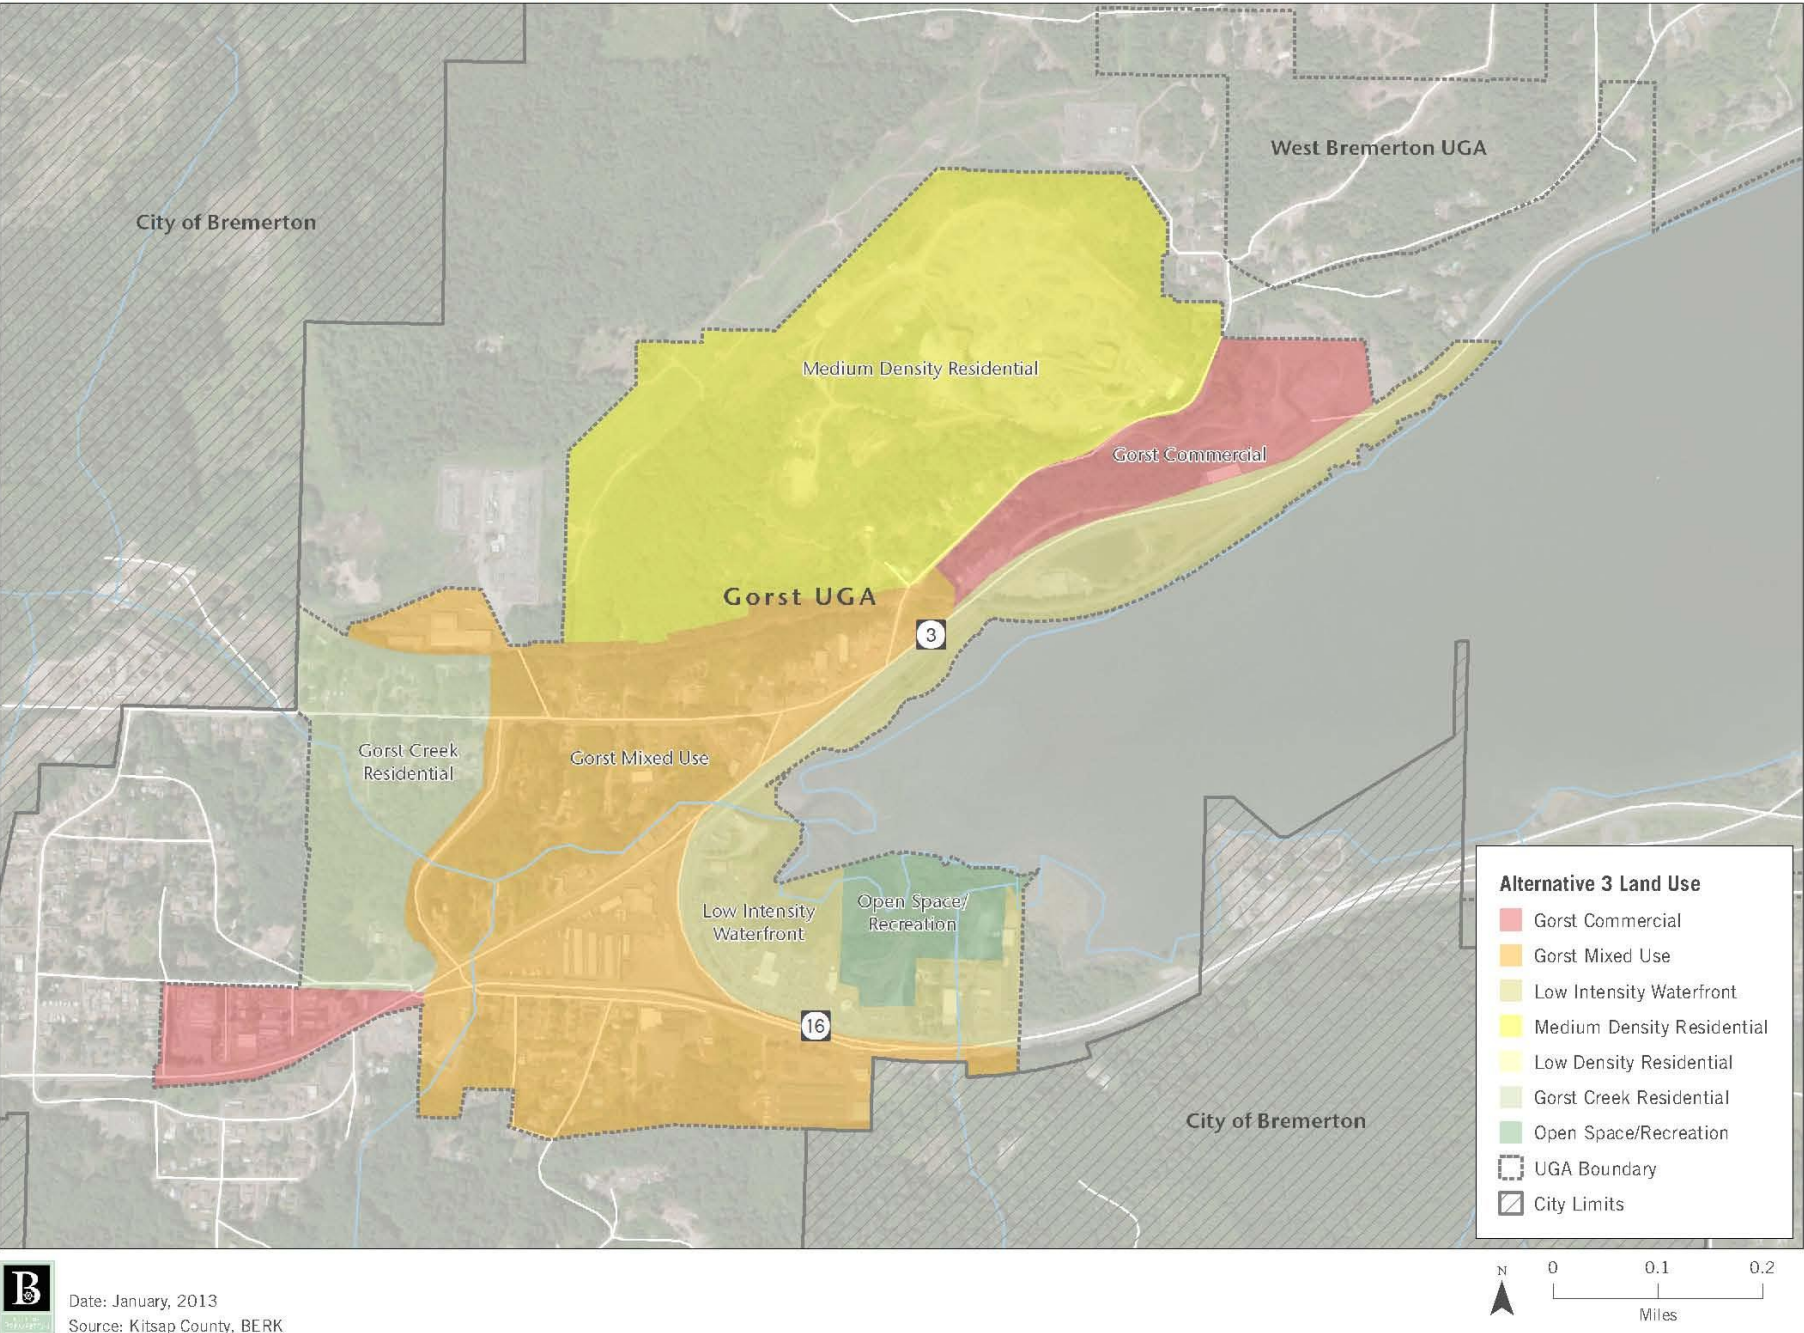 West Bremerton UGA
City of Bremerton
Medium Density Residential
Gorst Commercial
Gorst UGA
3
Gorst Creek
Residential
Gorst Mixed Use
Low Intensity
Waterfront
Open Space/
Recreation
16
City of Bremerton
Alternative 3 Land Use
Gorst Commercial
Gorst Mixed Use
Low Intensity Waterfront
Medium Density Residential
Low Density Residential
Gorst Creek Residential
Open Space/Recreation
UGA Boundary
City Limits
B
Date: January, 2013
Source: Kitsap County, BERK
N
0 0.1 0.2
Miles